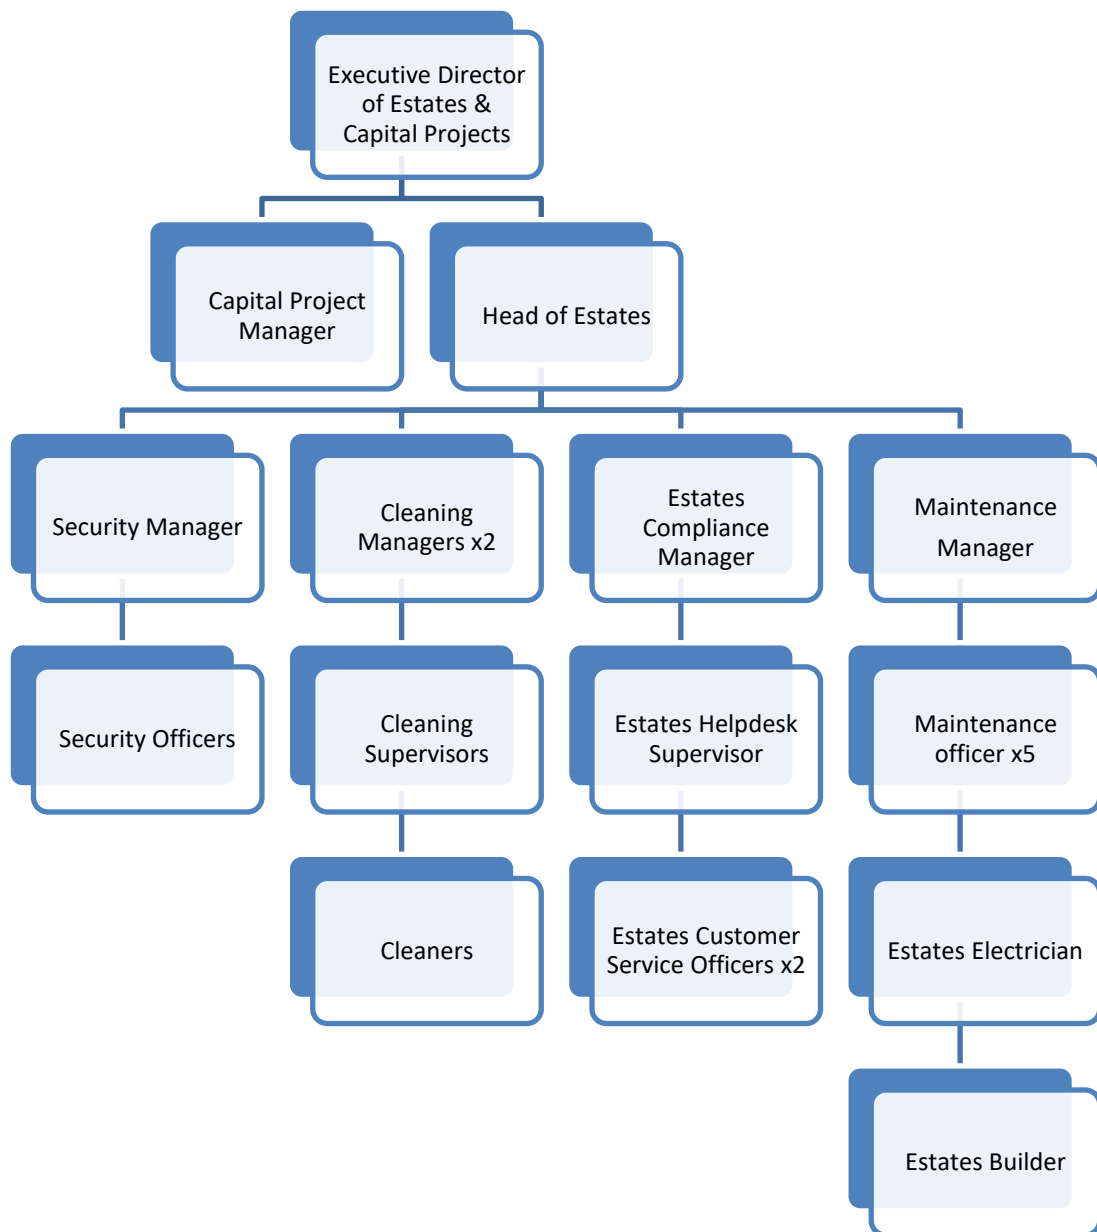 Executive Director
of Estates &
Capital Projects
Capital Project
Manager
Head of Estates
Security Manager
Cleaning
Managers x2
Estates
Compliance
Manager
Maintenance
Manager
Security Officers
Cleaning
Supervisors
Estates Helpdesk
Supervisor
Maintenance
officer x5
Cleaners
Estates Customer
Service Officers x2
Estates Electrician
Estates Builder